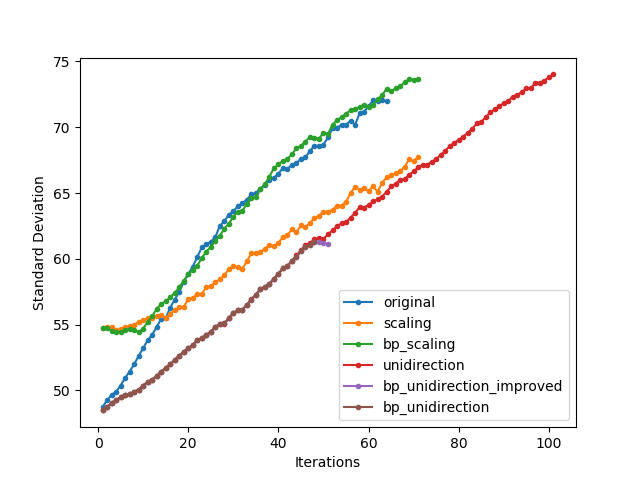 75
70
65
60
55
50
Standard Deviation
0
20
40
60
80
100
Iterations
original
scaling
bp_scaling
unidirection
bp_unidirection_improved
bp_unidirection